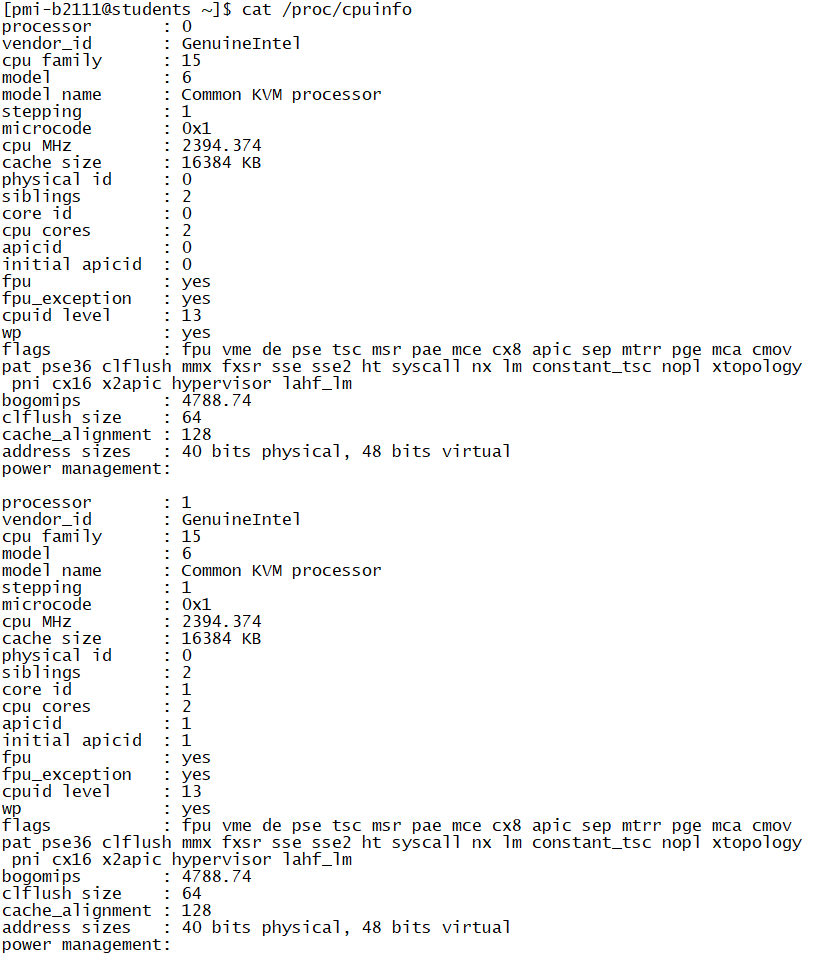 [pmi-b2111@students ~]$ cat /proc/cpuinfo
processor       : 0
vendor_id       : GenuineIntel
cpu family      : 15
model           : 6
model name      : Common KVM processor
stepping        : 1
microcode       : 0x1
cpu MHz         : 2394.374
cache size      : 16384 KB
physical id     : 0
siblings        : 2
core id         : 0
cpu cores       : 2
apicid          : 0
initial apicid  : 0
fpu             : yes
fpu_exception   : yes
cpuid level     : 13
wp              : yes
flags           : fpu vme de pse tsc msr pae mce cx8 apic sep mtrr pge mca cmov
pat pse36 clflush mmx fxsr sse sse2 ht syscall nx lm constant_tsc nopl xtopology
 pni cx16 x2apic hypervisor lahf_lm
bogomips        : 4788.74
clflush size    : 64
cache_alignment : 128
address sizes   : 40 bits physical, 48 bits virtual
power management:

processor       : 1
vendor_id       : GenuineIntel
cpu family      : 15
model           : 6
model name      : Common KVM processor
stepping        : 1
microcode       : 0x1
cpu MHz         : 2394.374
cache size      : 16384 KB
physical id     : 0
siblings        : 2
core id         : 1
cpu cores       : 2
apicid          : 1
initial apicid  : 1
fpu             : yes
fpu_exception   : yes
cpuid level     : 13
wp              : yes
flags           : fpu vme de pse tsc msr pae mce cx8 apic sep mtrr pge mca cmov
pat pse36 clflush mmx fxsr sse sse2 ht syscall nx lm constant_tsc nopl xtopology
 pni cx16 x2apic hypervisor lahf_lm
bogomips        : 4788.74
clflush size    : 64
cache_alignment : 128
address sizes   : 40 bits physical, 48 bits virtual
power management: